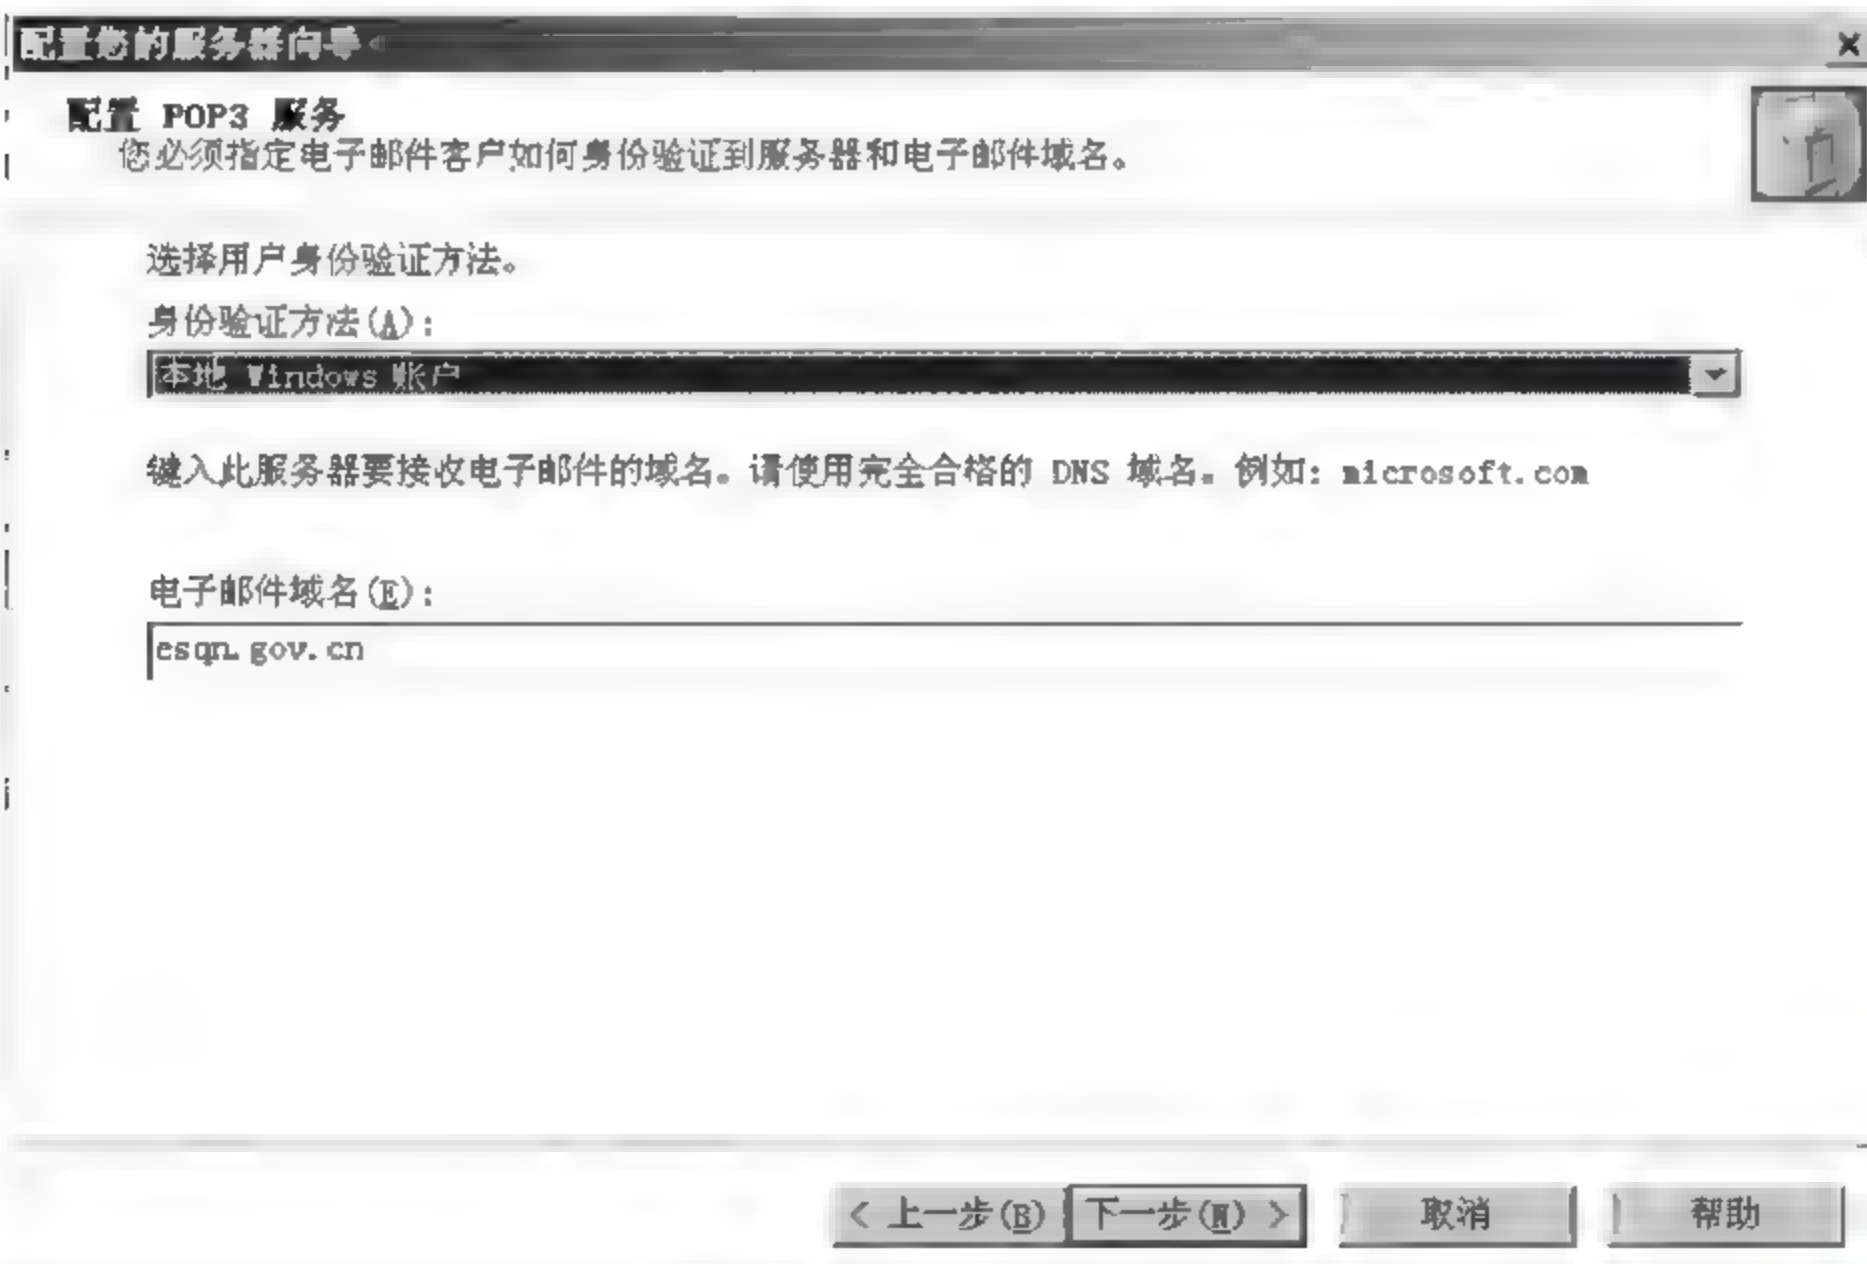 配置您的服务器向导
配置 POP3 服务
您必须指定电子邮件客户如何身份验证到服务器和电子邮件域名。
选择用户身份验证方法。
身份验证方法(A):
本地 Windows 账户
键入此服务器要接收电子邮件的域名。请使用完全合格的 DNS 域名。例如: microsoft.com
电子邮件域名(E):
esqn.gov.cn
< 上一步(B) 下一步(N) > 取消 帮助